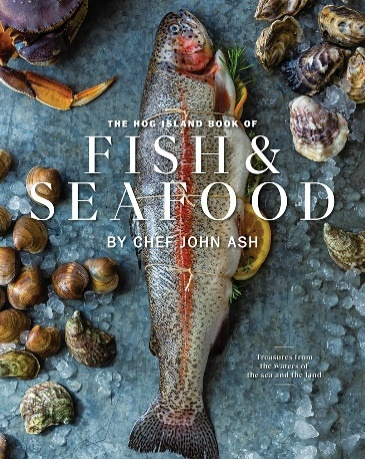 THE HOG ISLAND BOOK OF
FISH &
SEAFOOD
BY CHEF JOHN ASH
Treasures from
the waters of
the sea and the land